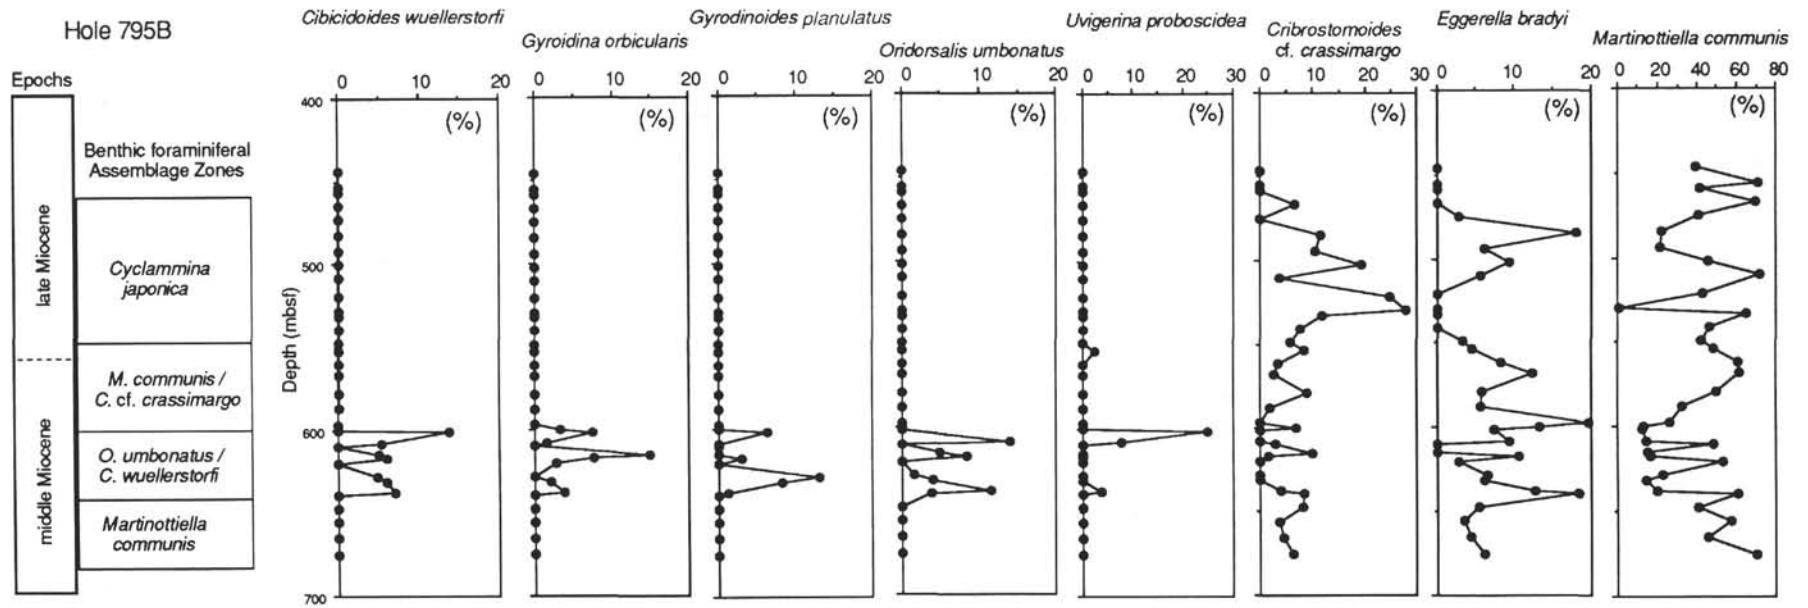 Hole 795B
Epochs
late Miocene
middle Miocene
Benthic foraminiferal
Assemblage Zones
Cyclammina
japonica
M. communis /
C. cf. crassimargo
O. umbonatus /
C. wuellerstorfi
Martinottiella
communis
Depth (mbsf)
400
500
600
700
Cibicidoides wuellerstorfi
0 10 20
(%)
Gyroidina orbicularis
0 10 20
(%)
Gyrodinoides planulatus
0 10 20
(%)
Oridorsalis umbonatus
0 10 20
(%)
Uvigerina proboscidea
0 10 20 30
(%)
Cribrostomoides
cf. crassimargo
0 10 20 30
(%)
Eggerella bradyi
0 10 20
(%)
Martinottiella communis
0 20 40 60 80
(%)